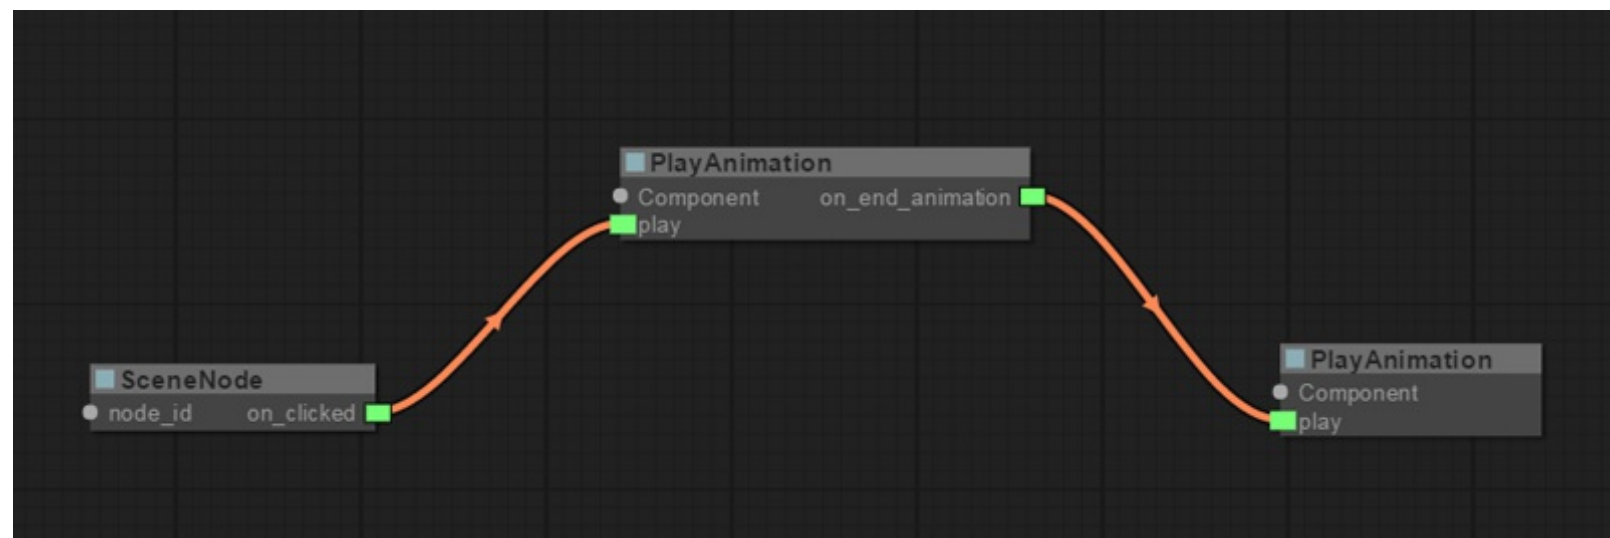 PlayAnimation
Component on_end_animation
play
SceneNode
node_id on_clicked
PlayAnimation
Component
play